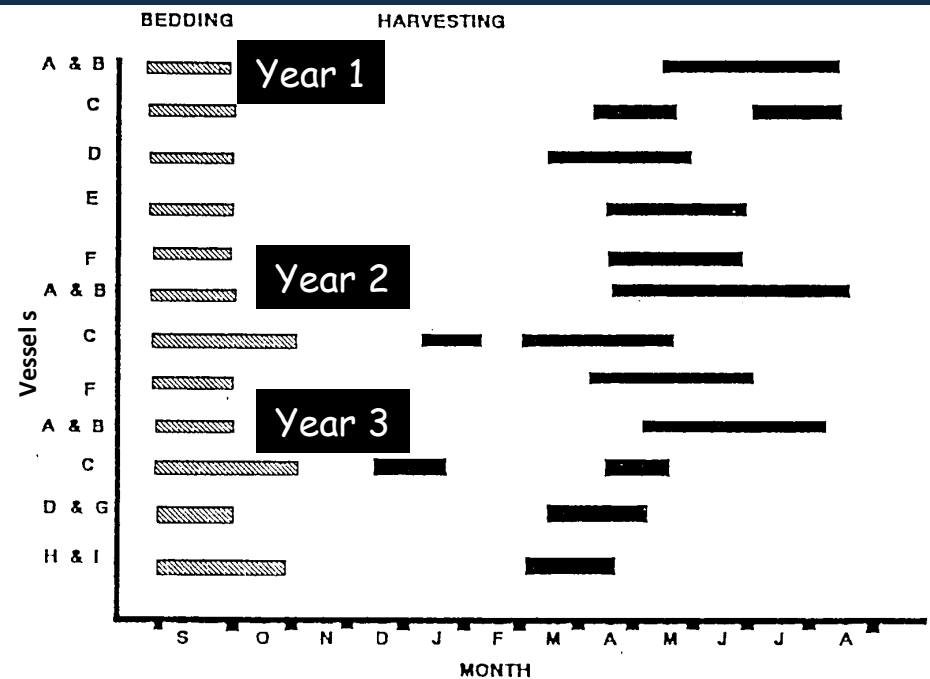 BEDDING HARVESTING
A & B
Year 1
C
D
E
F
Year 2
A & B
C
F
Year 3
A & B
C
D & G
H & I
Vessels
S O N D J F M A M J J A
MONTH